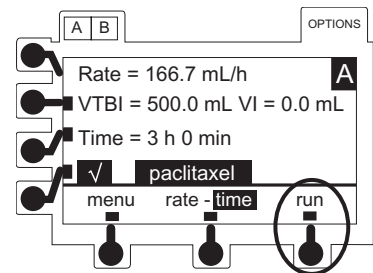 A B OPTIONS
Rate = 166.7 mL/h A
VTBI = 500.0 mL VI = 0.0 mL
Time = 3 h 0 min
√ paclitaxel
menu rate - time run